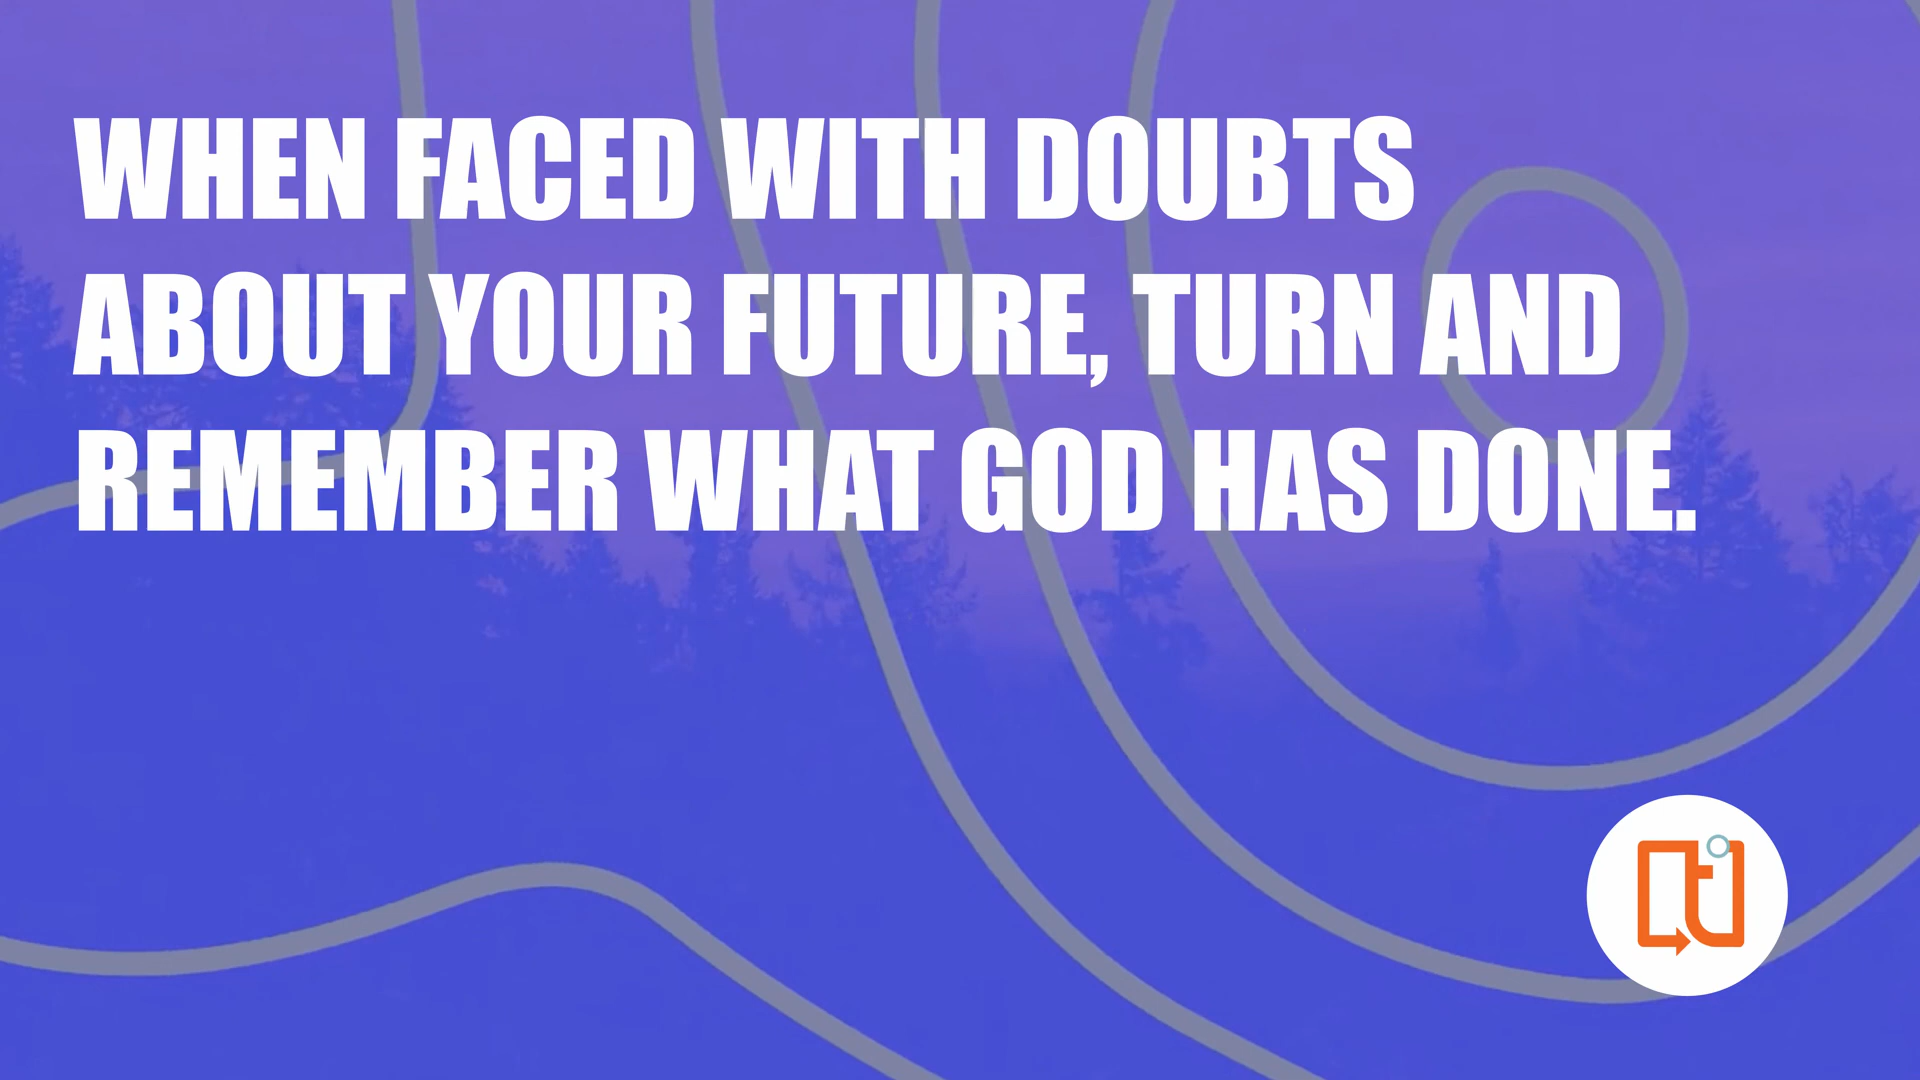 WHEN FACED WITH DOUBTS
ABOUT YOUR FUTURE, TURN AND
REMEMBER WHAT GOD HAS DONE.